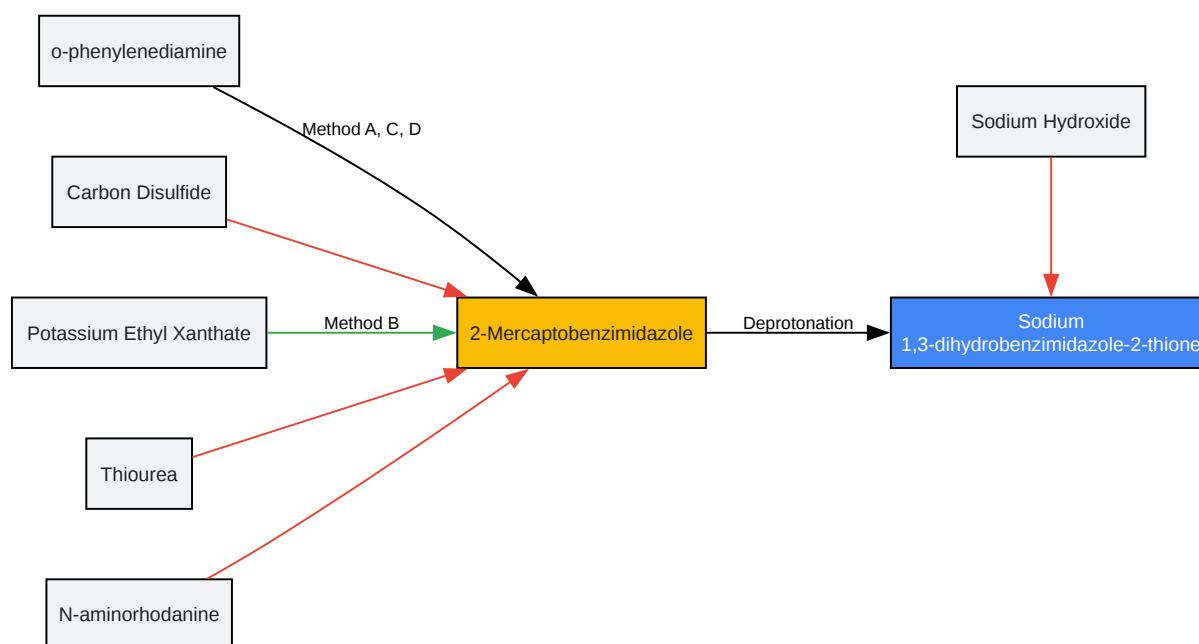 o-phenylenediamine
Method A, C, D
Sodium Hydroxide
Carbon Disulfide
Potassium Ethyl Xanthate
Method B
2-Mercaptobenzimidazole
Deprotonation
Sodium
1,3-dihydrobenzimidazole-2-thione
Thiourea
N-aminorhodanine